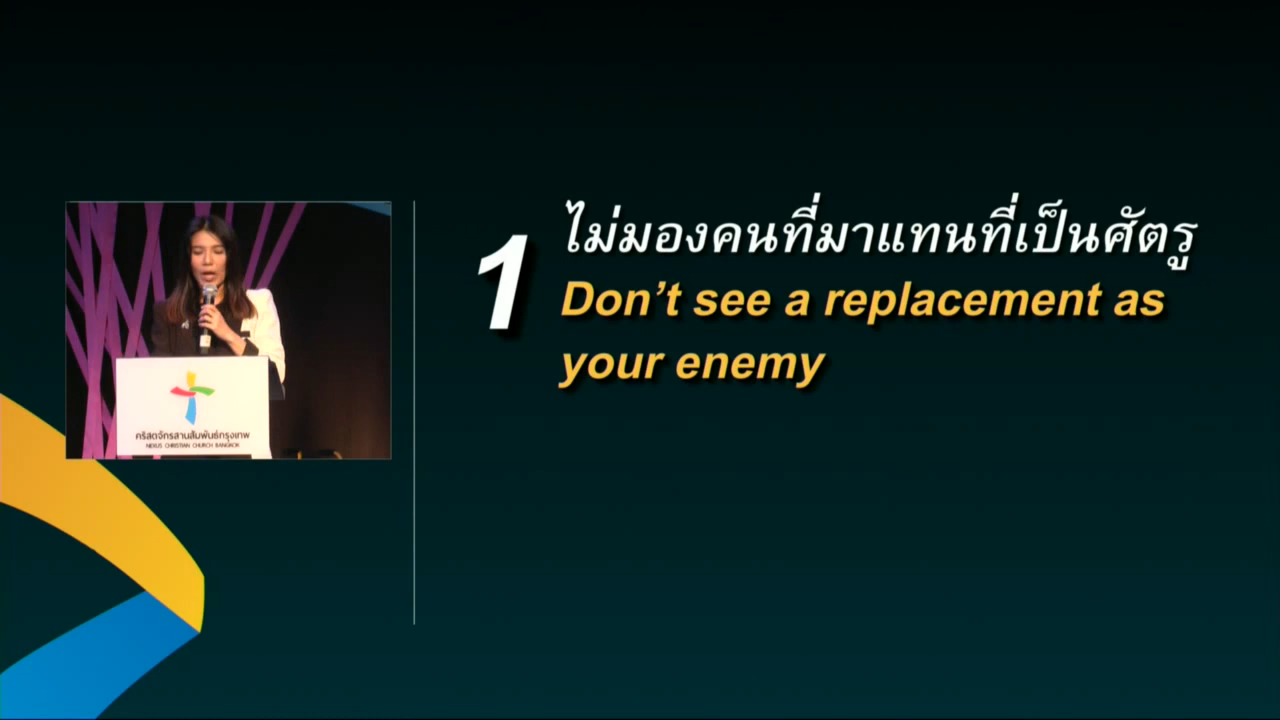 1
ไม่มองคนที่มาแทนที่เป็นศัตรู
Don't see a replacement as
your enemy
คริสตจักรสานสัมพันธ์กรุงเทพ
NEXUS CHRISTIAN CHURCH BANGKOK